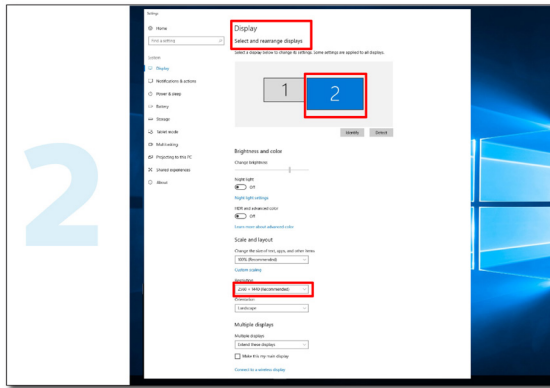 Settings
Home
Display
Find a setting
Select and rearrange displays
Select a display below to change its settings. Some settings are applied to all displays.
System
Display
Notifications & actions
Power & sleep
Battery
Storage
Tablet mode
Multitasking
Projecting to this PC
Shared experiences
About
1
2
Identify
Detect
Brightness and color
Change brightness
Night light
Off
Night light settings
HDR and advanced color
Off
Learn more about advanced color
Scale and layout
Change the size of text, apps, and other items
100% (Recommended)
Custom scaling
Resolution
2560 × 1440 (Recommended)
Orientation
Landscape
Multiple displays
Multiple displays
Extend these displays
Make this my main display
Connect to a wireless display
2